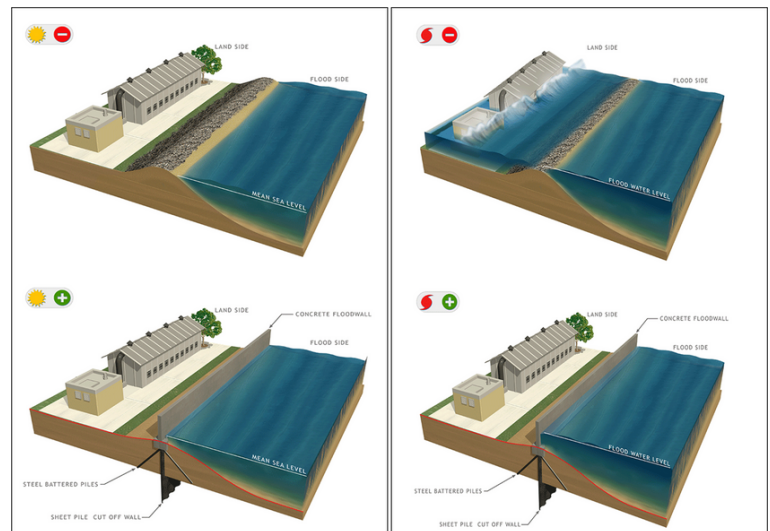 LAND SIDE
FLOOD SIDE
MEAN SEA LEVEL
LAND SIDE
FLOOD SIDE
FLOOD WATER LEVEL
LAND SIDE
CONCRETE FLOODWALL
FLOOD SIDE
MEAN SEA LEVEL
STEEL BATTERED PILES
SHEET PILE CUT OFF WALL
LAND SIDE
CONCRETE FLOODWALL
FLOOD SIDE
FLOOD WATER LEVEL
STEEL BATTERED PILES
SHEET PILE CUT OFF WALL